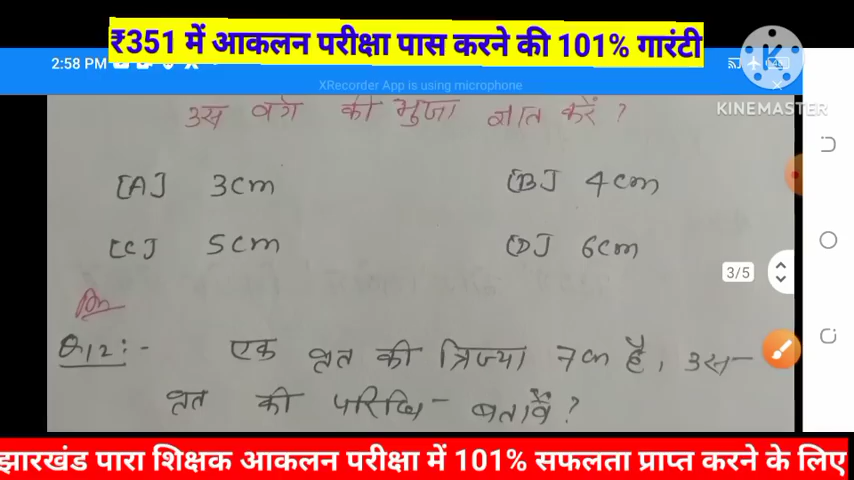 ₹351 में आकलन परीक्षा पास करने की 101% गारंटी
2:58 PM
XRecorder App is using microphone
KINEMASTER
उस वर्ग की भुजा ज्ञात करें ?
[A] 3cm
[B] 4cm
[C] 5cm
[D] 6cm
3/5
Q12:- एक वृत की त्रिज्या 7cm है, उस
वृत की परिधि बतावें ?
झारखंड पारा शिक्षक आकलन परीक्षा में 101% सफलता प्राप्त करने के लिए